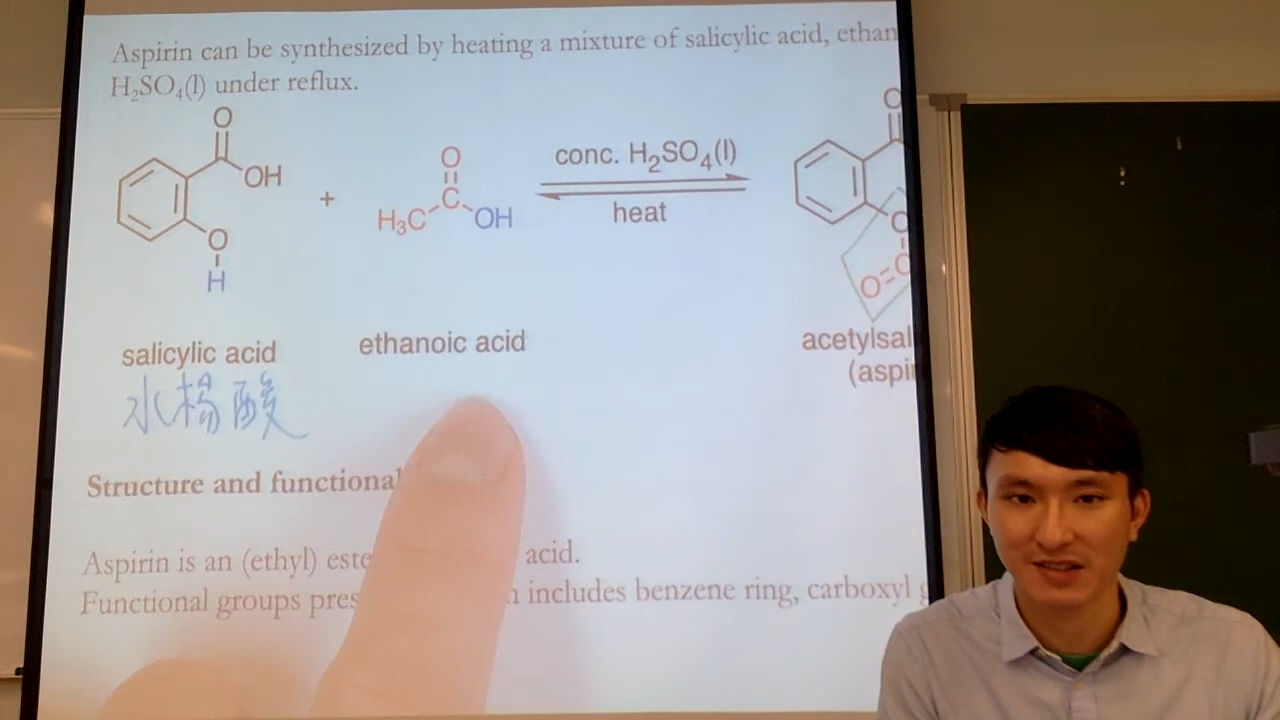 Aspirin can be synthesized by heating a mixture of salicylic acid, ethan
H₂SO₄(l) under reflux.
O
OH
O
H
+
O
C
H₃C
OH
conc. H₂SO₄(l)
heat
O
C
O
salicylic acid
ethanoic acid
acetylsal
(aspi
水楊酸
Structure and functional
Aspirin is an (ethyl) este acid.
Functional groups pres includes benzene ring, carboxyl